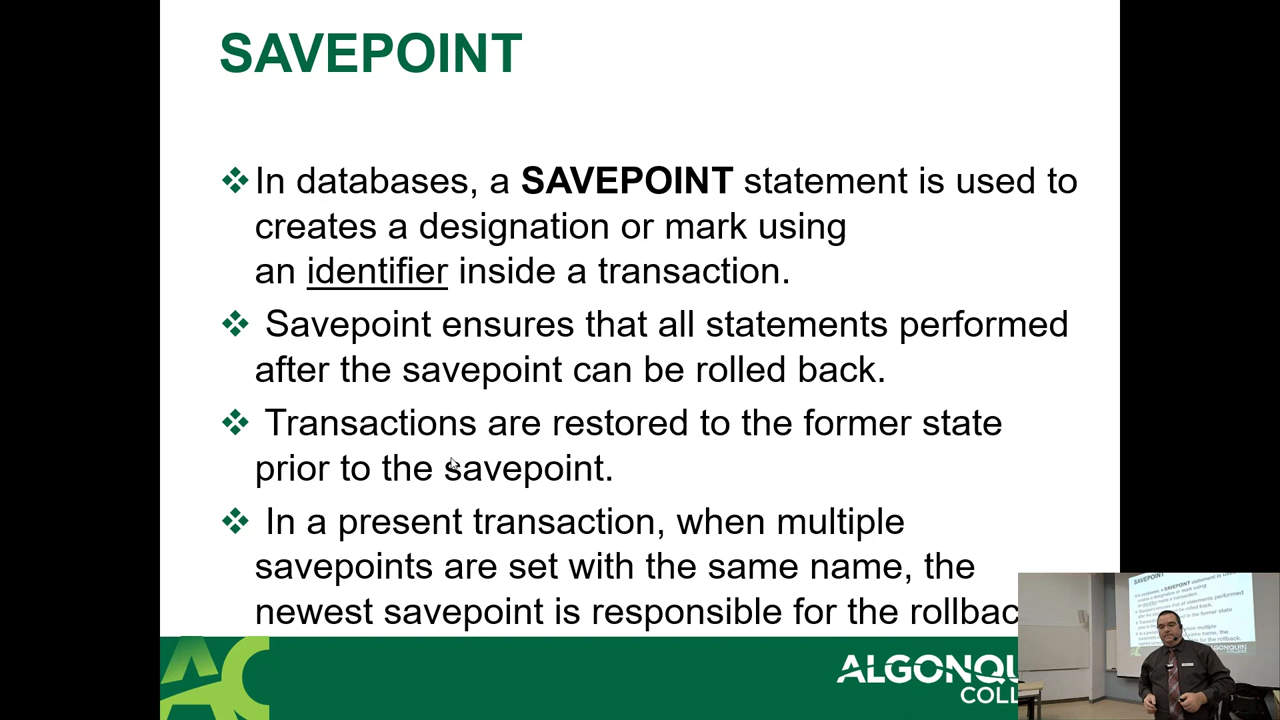 SAVEPOINT
❖ In databases, a SAVEPOINT statement is used to
creates a designation or mark using
an identifier inside a transaction.
❖ Savepoint ensures that all statements performed
after the savepoint can be rolled back.
❖ Transactions are restored to the former state
prior to the savepoint.
❖ In a present transaction, when multiple
savepoints are set with the same name, the
newest savepoint is responsible for the rollbac
AC
ALGONQU
COLL